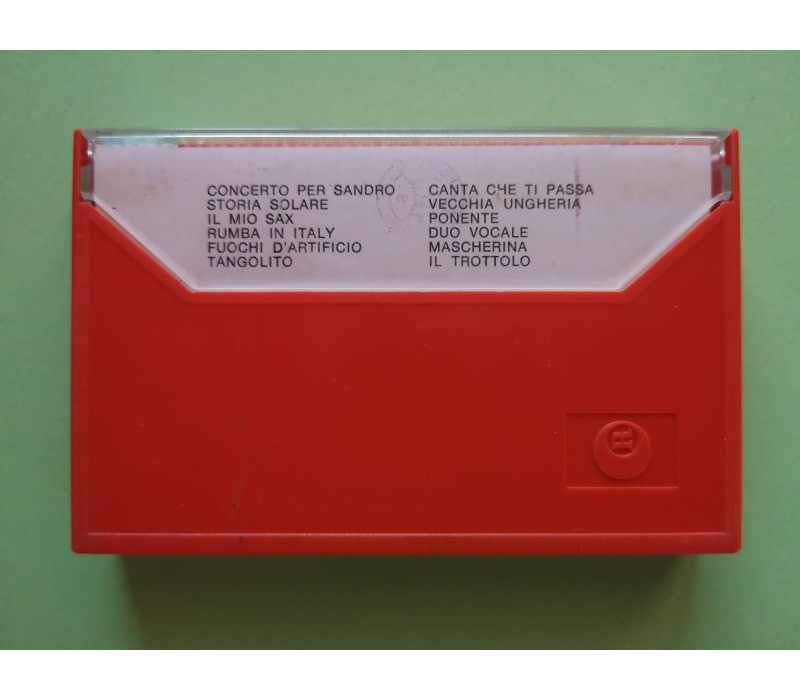 CONCERTO PER SANDRO
STORIA SOLARE
IL MIO SAX
RUMBA IN ITALY
FUOCHI D'ARTIFICIO
TANGOLITO
CANTA CHE TI PASSA
VECCHIA UNGHERIA
PONENTE
DUO VOCALE
MASCHERINA
IL TROTTOLO
R